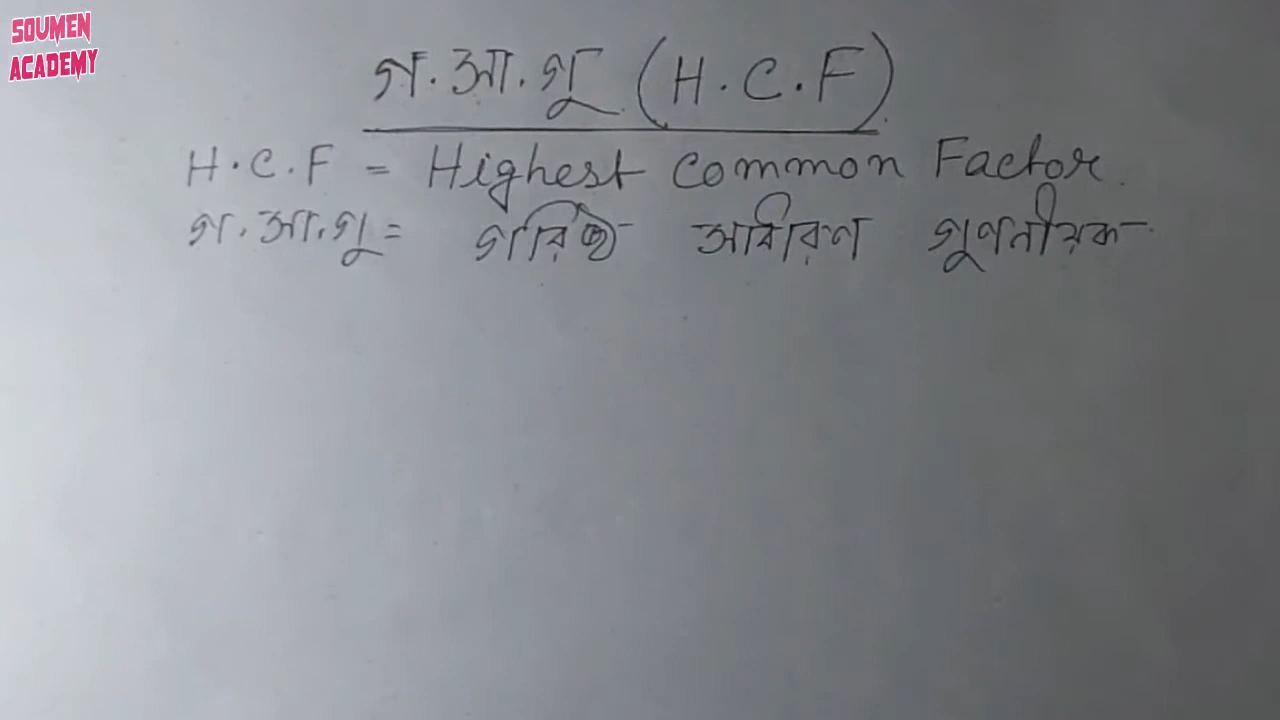 SOUMEN
ACADEMY
গ.সা.গু (H.C.F)
H.C.F = Highest Common Factor
গ.সা.গু = গরিষ্ঠ সাধারণ গুণনীয়ক